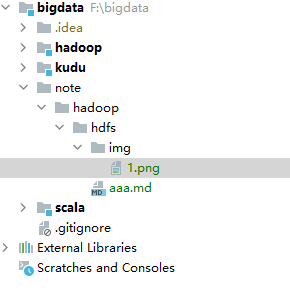 bigdata F:\bigdata
.idea
hadoop
kudu
note
hadoop
hdfs
img
1.png
MD aaa.md
scala
.gitignore
External Libraries
Scratches and Consoles